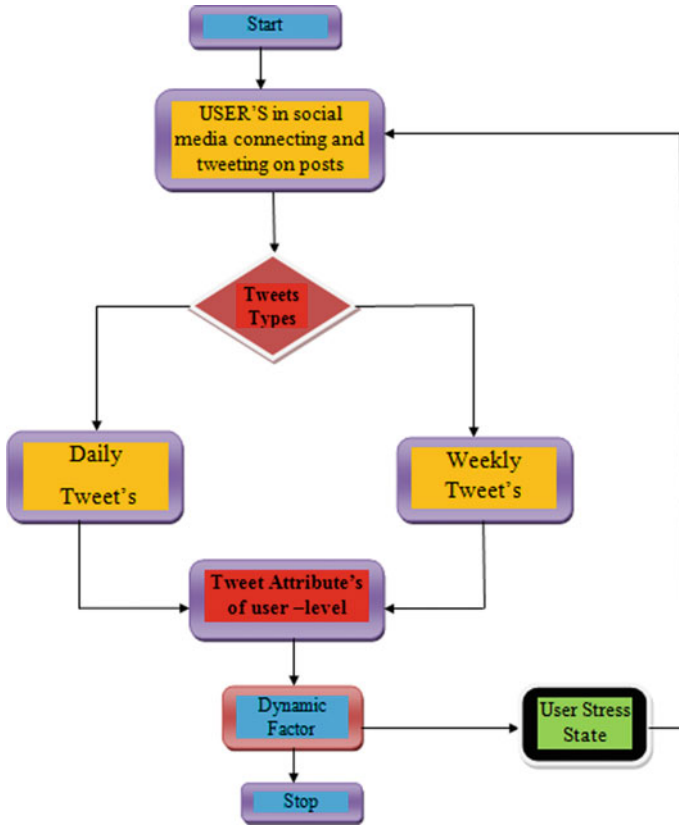 Start
USER'S in social
media connecting and
tweeting on posts
Tweets
Types
Daily
Tweet's
Weekly
Tweet's
Tweet Attribute's
of user –level
Dynamic
Factor
User Stress
State
Stop